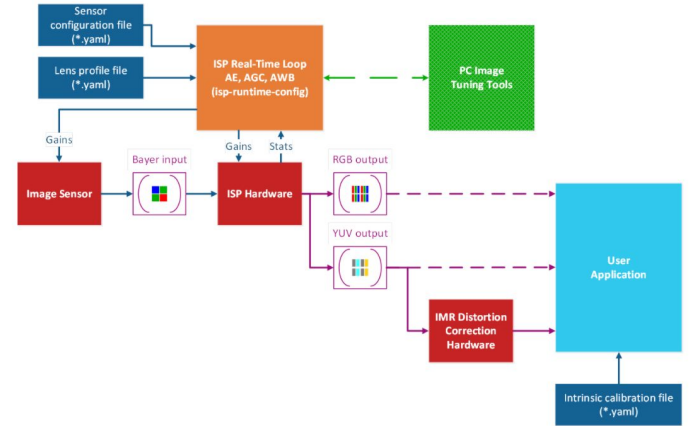 Sensor
configuration file
(*.yaml)
Lens profile file
(*.yaml)
ISP Real-Time Loop
AE, AGC, AWB
(isp-runtime-config)
PC Image
Tuning Tools
Gains
Gains
Stats
Bayer input
RGB output
Image Sensor
ISP Hardware
YUV output
User
Application
IMR Distortion
Correction
Hardware
Intrinsic calibration file
(*.yaml)